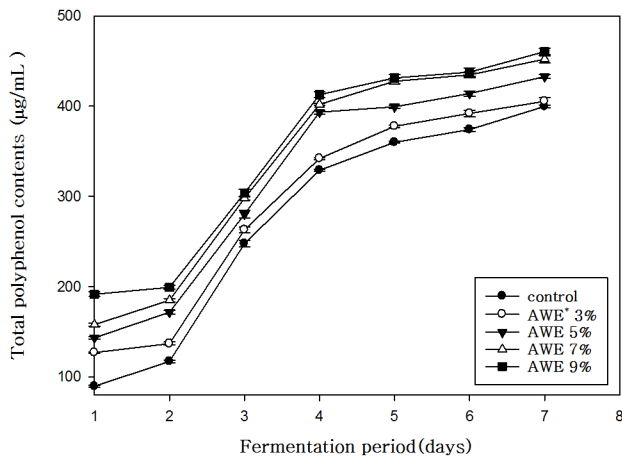 Total polyphenol contents (μg/mL )
500
400
300
200
100
1 2 3 4 5 6 7 8
Fermentation period(days)
control
AWE* 3%
AWE 5%
AWE 7%
AWE 9%